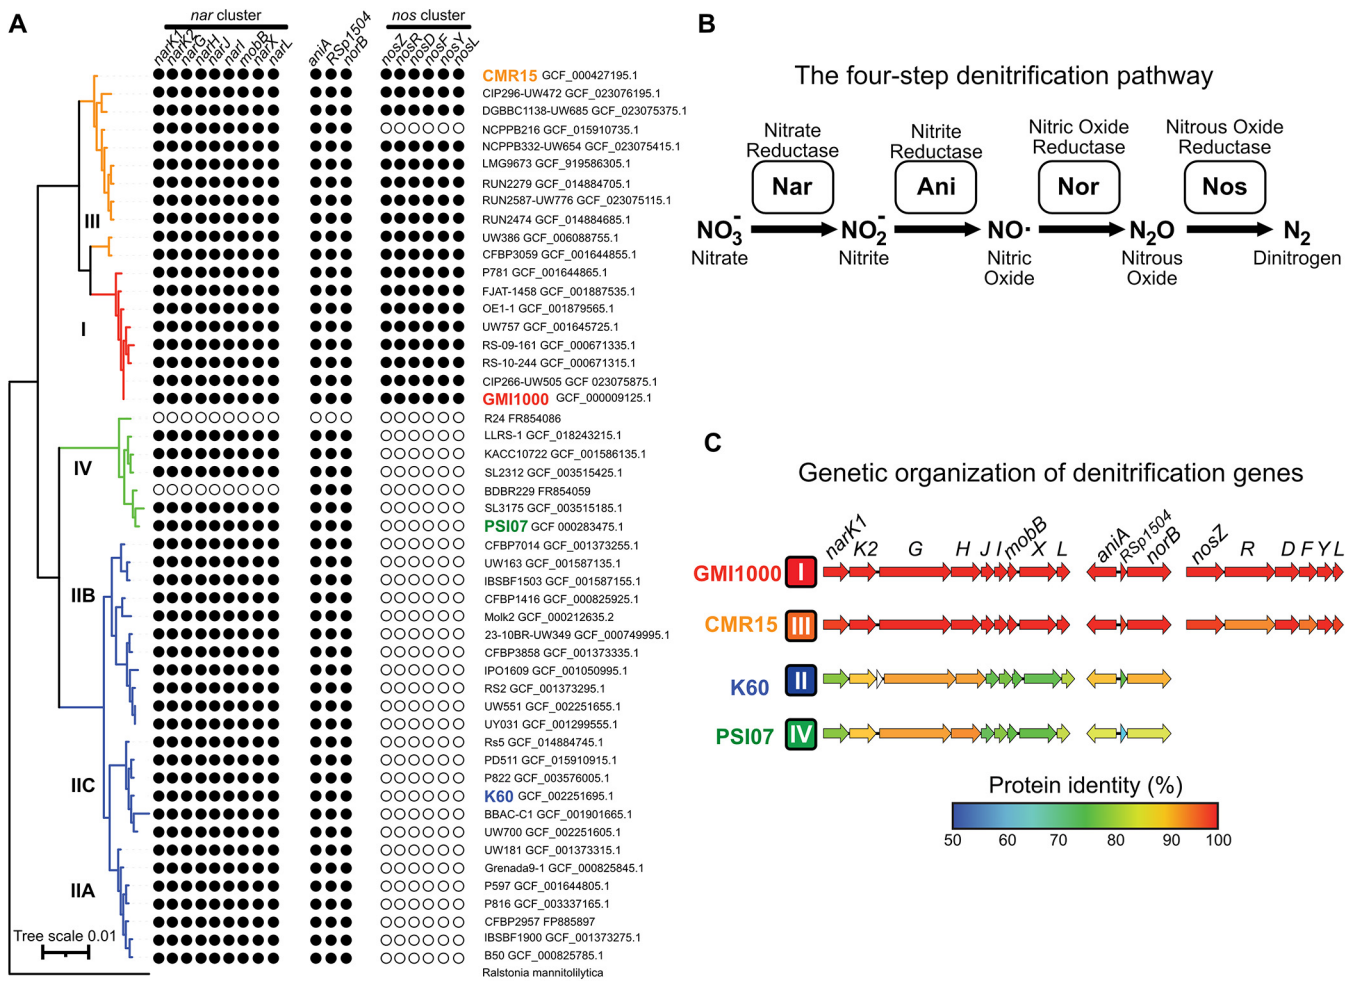 A
nar cluster
nos cluster
narK1
narK2
narG
narH
narJ
narI
mobB
narX
narL
aniA
RSp1504
norB
nosZ
nosR
nosD
nosF
nosY
nosL
CMR15 GCF_000427195.1
CIP296-UW472 GCF_023076195.1
DGBBC1138-UW685 GCF_023075375.1
NCPPB216 GCF_015910735.1
NCPPB332-UW654 GCF_023075415.1
LMG9673 GCF_919586305.1
RUN2279 GCF_014884705.1
RUN2587-UW776 GCF_023075115.1
RUN2474 GCF_014884685.1
UW386 GCF_006088755.1
CFBP3059 GCF_001644855.1
P781 GCF_001644865.1
FJAT-1458 GCF_001887535.1
OE1-1 GCF_001879565.1
UW757 GCF_001645725.1
RS-09-161 GCF_000671335.1
RS-10-244 GCF_000671315.1
CIP266-UW505 GCF 023075875.1
GMI1000 GCF_000009125.1
R24 FR854086
LLRS-1 GCF_018243215.1
KACC10722 GCF_001586135.1
SL2312 GCF_003515425.1
BDBR229 FR854059
SL3175 GCF_003515185.1
PSI07 GCF 000283475.1
CFBP7014 GCF_001373255.1
UW163 GCF_001587135.1
IBSBF1503 GCF_001587155.1
CFBP1416 GCF_000825925.1
Molk2 GCF_000212635.2
23-10BR-UW349 GCF_000749995.1
CFBP3858 GCF_001373335.1
IPO1609 GCF_001050995.1
RS2 GCF_001373295.1
UW551 GCF_002251655.1
UY031 GCF_001299555.1
Rs5 GCF_014884745.1
PD511 GCF_015910915.1
P822 GCF_003576005.1
K60 GCF_002251695.1
BBAC-C1 GCF_001901665.1
UW700 GCF_002251605.1
UW181 GCF_001373315.1
Grenada9-1 GCF_000825845.1
P597 GCF_001644805.1
P816 GCF_003337165.1
CFBP2957 FP885897
IBSBF1900 GCF_001373275.1
B50 GCF_000825785.1
Ralstonia mannitolilytica
III
I
IV
IIB
IIC
IIA
Tree scale 0.01
B
The four-step denitrification pathway
Nitrate
Reductase
Nitrite
Reductase
Nitric Oxide
Reductase
Nitrous Oxide
Reductase
Nar
Ani
Nor
Nos
NO3-
NO2-
NO·
N2O
N2
Nitrate
Nitrite
Nitric
Oxide
Nitrous
Oxide
Dinitrogen
C
Genetic organization of denitrification genes
narK1 K2 G H J I mobB X L aniA RSp1504 norB nosZ R D F Y L
GMI1000 I
CMR15 III
K60 II
PSI07 IV
Protein identity (%)
50 60 70 80 90 100